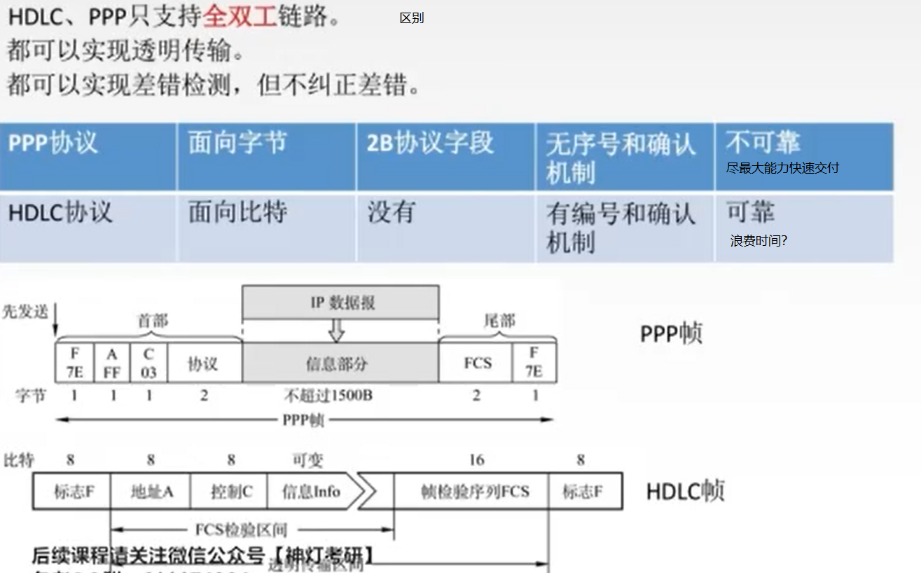 HDLC、PPP只支持全双工链路。 区别
都可以实现透明传输。
都可以实现差错检测，但不纠正差错。
PPP协议 面向字节 2B协议字段 无序号和确认机制 不可靠
尽最大能力快速交付
HDLC协议 面向比特 没有 有编号和确认机制 可靠
浪费时间?
IP 数据报
先发送 首部 尾部
PPP帧
F 7E A FF C 03 协议 信息部分 FCS F 7E
字节 1 1 1 2 不超过1500B 2 1
PPP帧
比特 8 8 8 可变 16 8
标志F 地址A 控制C 信息Info 帧检验序列FCS 标志F HDLC帧
FCS检验区间
后续课程请关注微信公众号【神灯考研】
透明传输区间